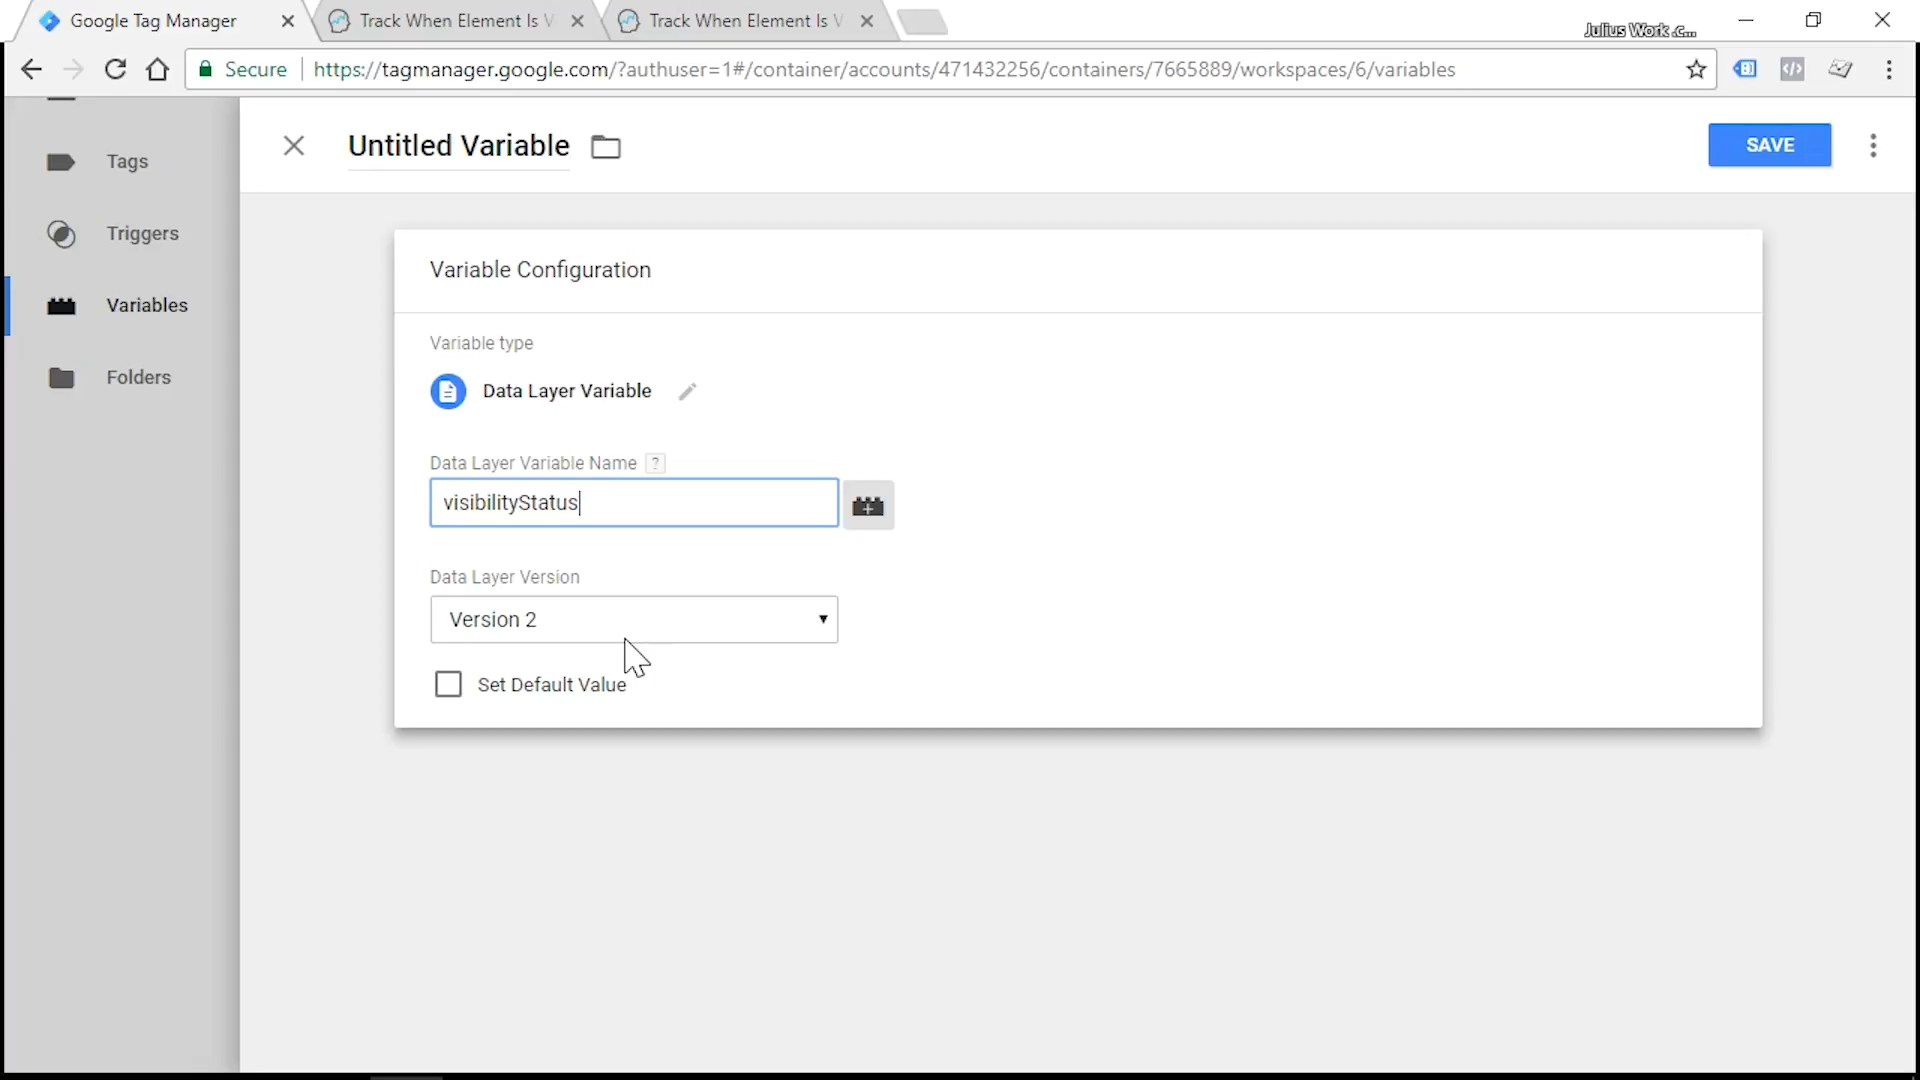 Google Tag Manager
Track When Element Is V
Track When Element Is V
Julius Work .c...
Secure
https://tagmanager.google.com/?authuser=1#/container/accounts/471432256/containers/7665889/workspaces/6/variables
Tags
Triggers
Variables
Folders
Untitled Variable
SAVE
Variable Configuration
Variable type
Data Layer Variable
Data Layer Variable Name ?
visibilityStatus
Data Layer Version
Version 2
Set Default Value